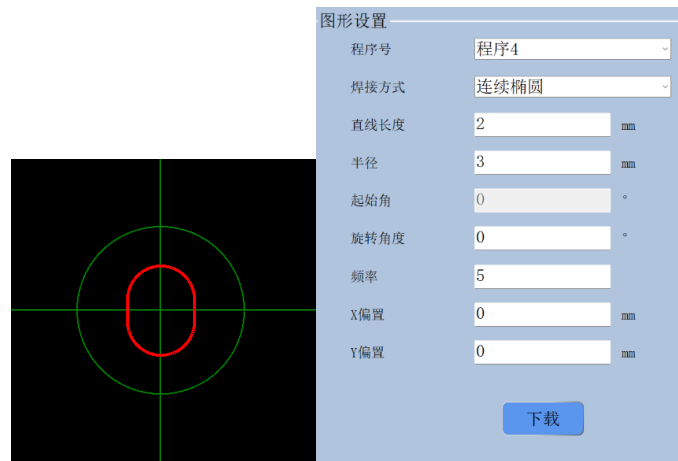 图形设置
程序号 程序4
焊接方式 连续椭圆
直线长度 2 mm
半径 3 mm
起始角 0 °
旋转角度 0 °
频率 5
X偏置 0 mm
Y偏置 0 mm
下载